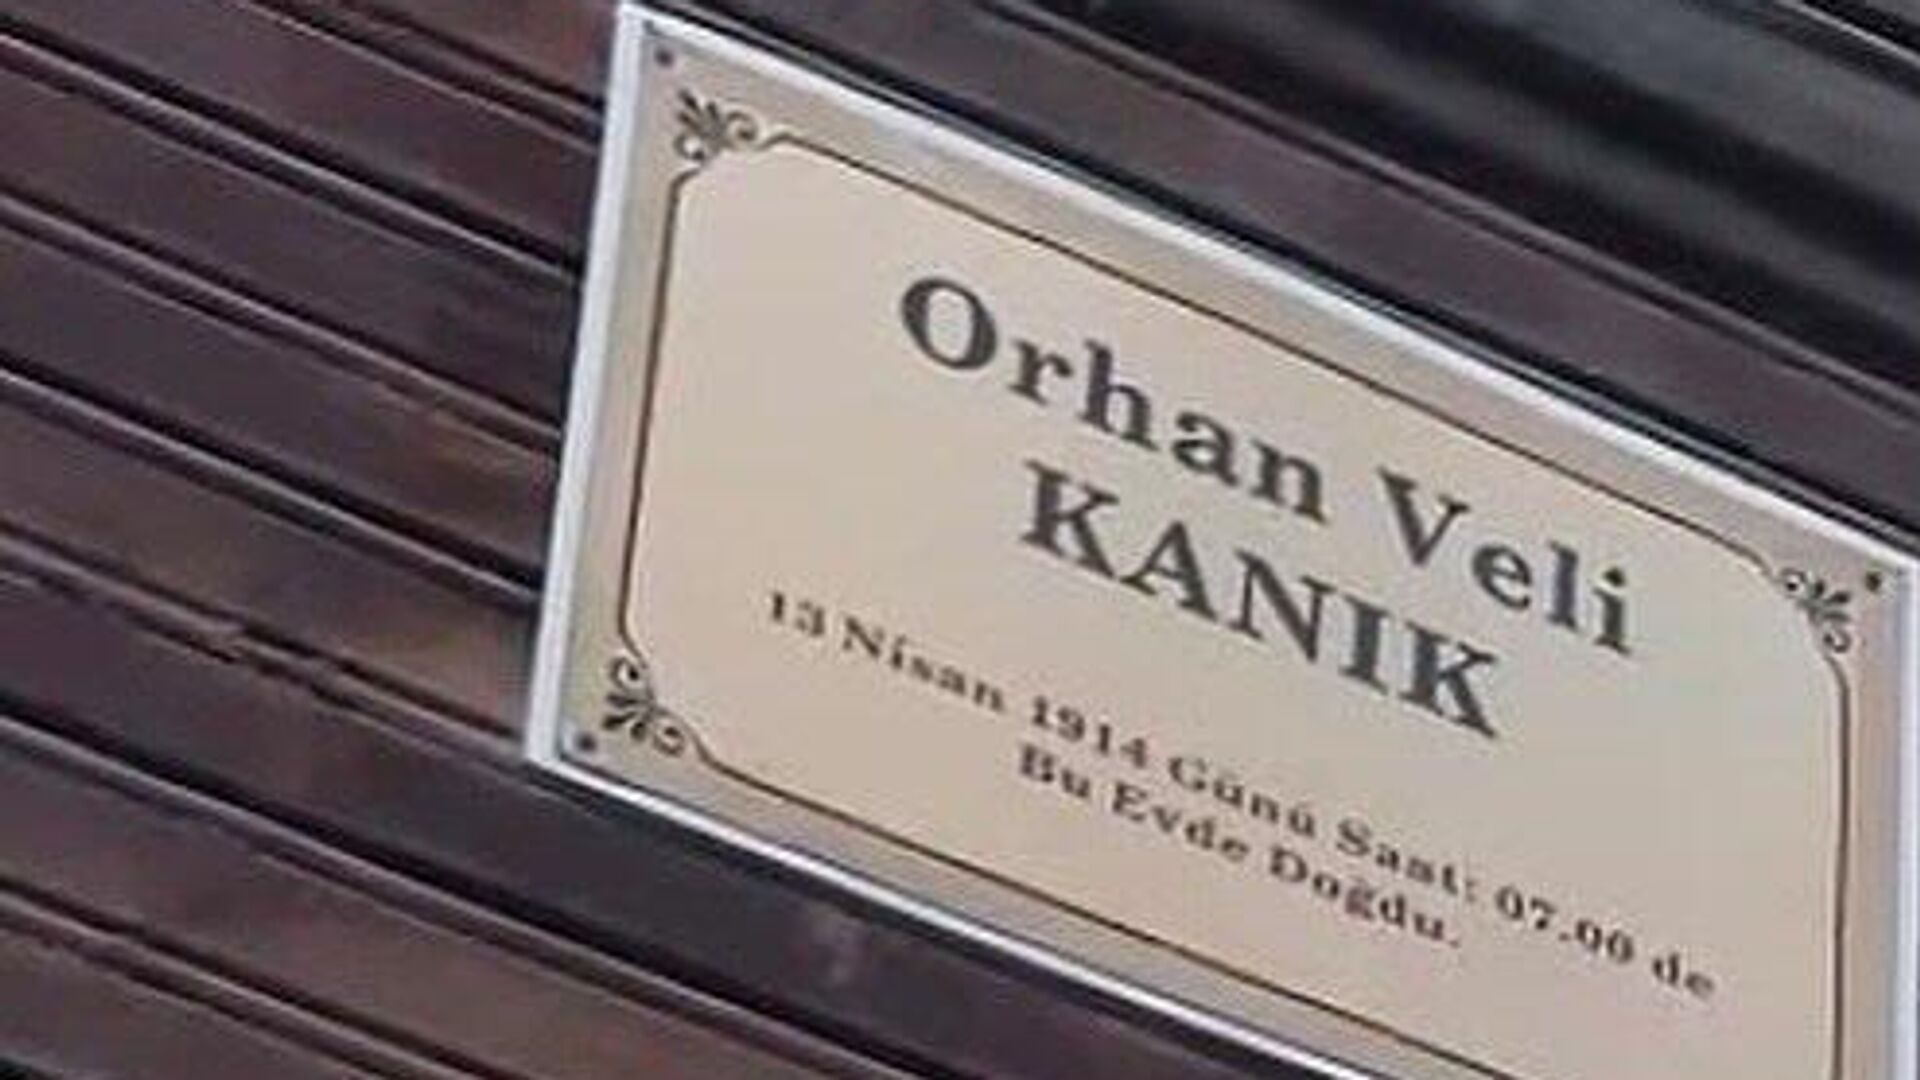 Orhan Veli
KANIK
13 Nisan 1914 Günü Saat: 07.00 de
Bu Evde Doğdu.